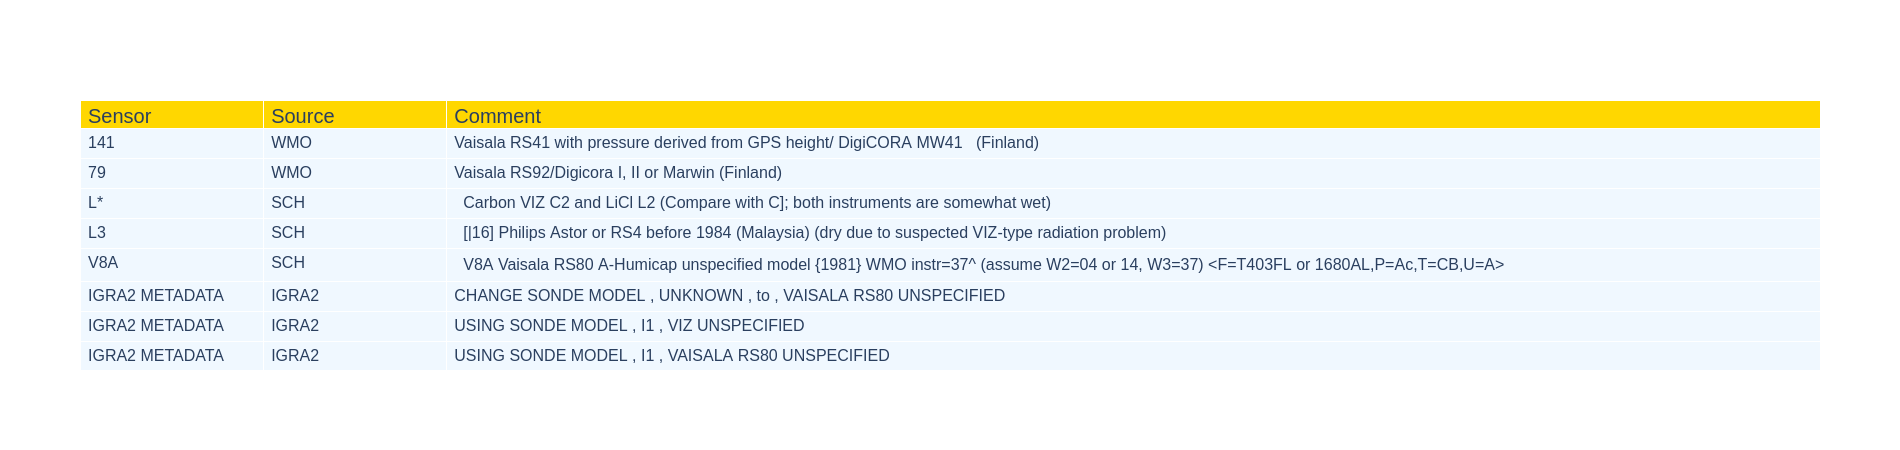 Sensor Source Comment
141 WMO Vaisala RS41 with pressure derived from GPS height/ DigiCORA MW41   (Finland)
79 WMO Vaisala RS92/Digicora I, II or Marwin (Finland)
L* SCH Carbon VIZ C2 and LiCl L2 (Compare with C]; both instruments are somewhat wet)
L3 SCH [|16] Philips Astor or RS4 before 1984 (Malaysia) (dry due to suspected VIZ-type radiation problem)
V8A SCH V8A Vaisala RS80 A-Humicap unspecified model {1981} WMO instr=37^ (assume W2=04 or 14, W3=37) <F=T403FL or 1680AL,P=Ac,T=CB,U=A>
IGRA2 METADATA IGRA2 CHANGE SONDE MODEL , UNKNOWN , to , VAISALA RS80 UNSPECIFIED
IGRA2 METADATA IGRA2 USING SONDE MODEL , I1 , VIZ UNSPECIFIED
IGRA2 METADATA IGRA2 USING SONDE MODEL , I1 , VAISALA RS80 UNSPECIFIED